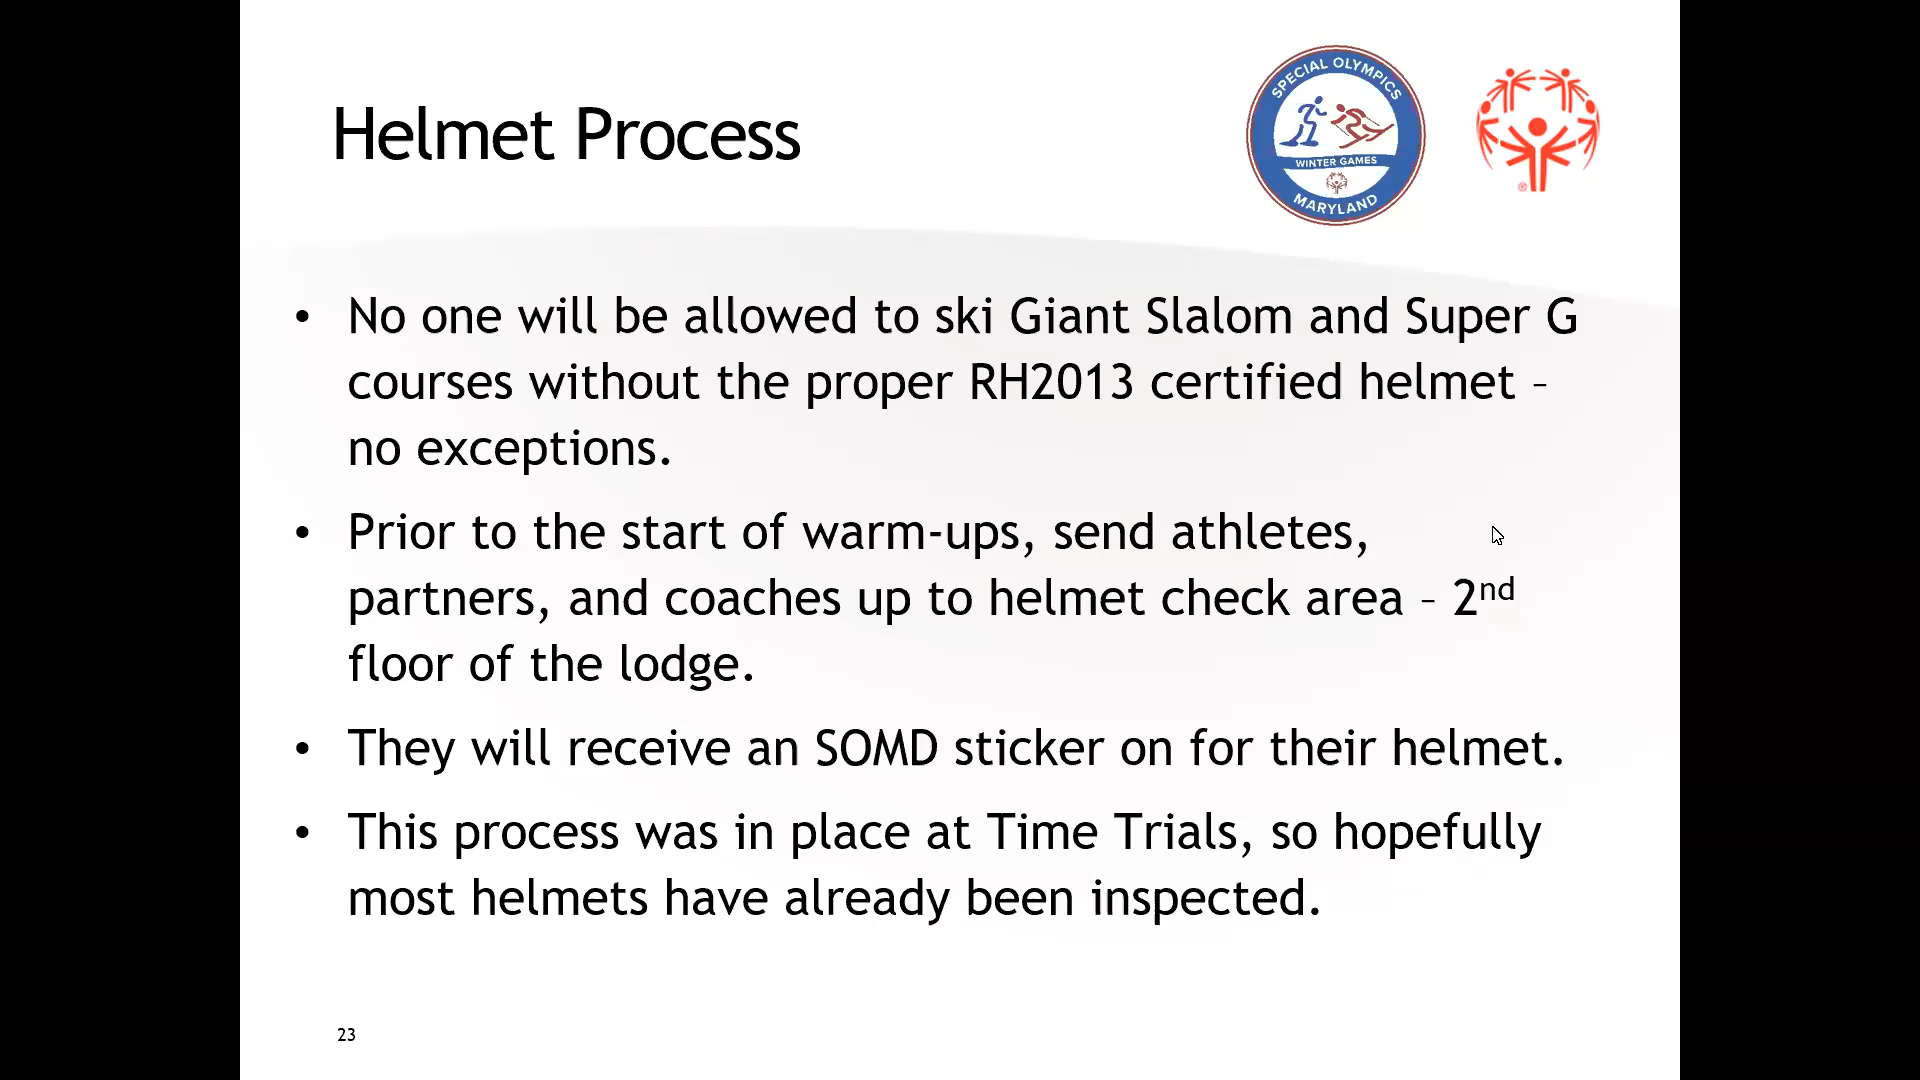 Helmet Process
SPECIAL OLYMPICS
WINTER GAMES
MARYLAND
®
• No one will be allowed to ski Giant Slalom and Super G
courses without the proper RH2013 certified helmet –
no exceptions.
• Prior to the start of warm-ups, send athletes,
partners, and coaches up to helmet check area – 2nd
floor of the lodge.
• They will receive an SOMD sticker on for their helmet.
• This process was in place at Time Trials, so hopefully
most helmets have already been inspected.
23